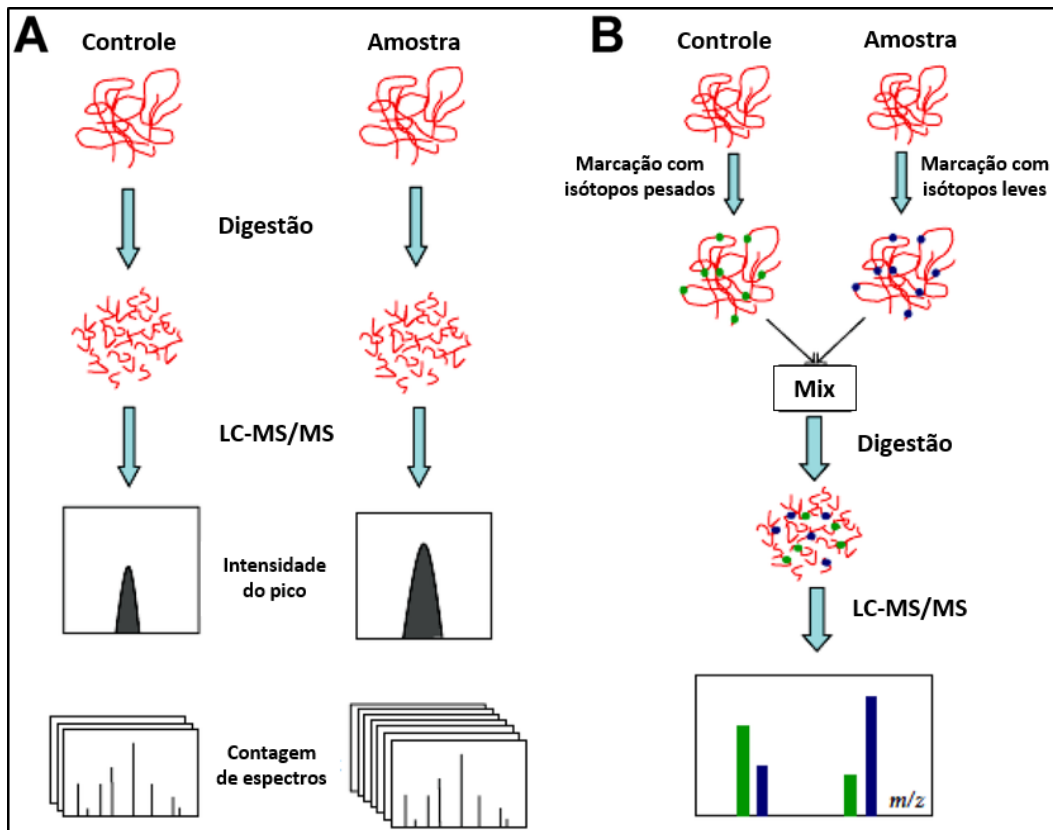 A
Controle
Amostra
Digestão
LC-MS/MS
Intensidade
do pico
Contagem
de espectros
B
Controle
Amostra
Marcação com
isótopos pesados
Marcação com
isótopos leves
Mix
Digestão
LC-MS/MS
m/z